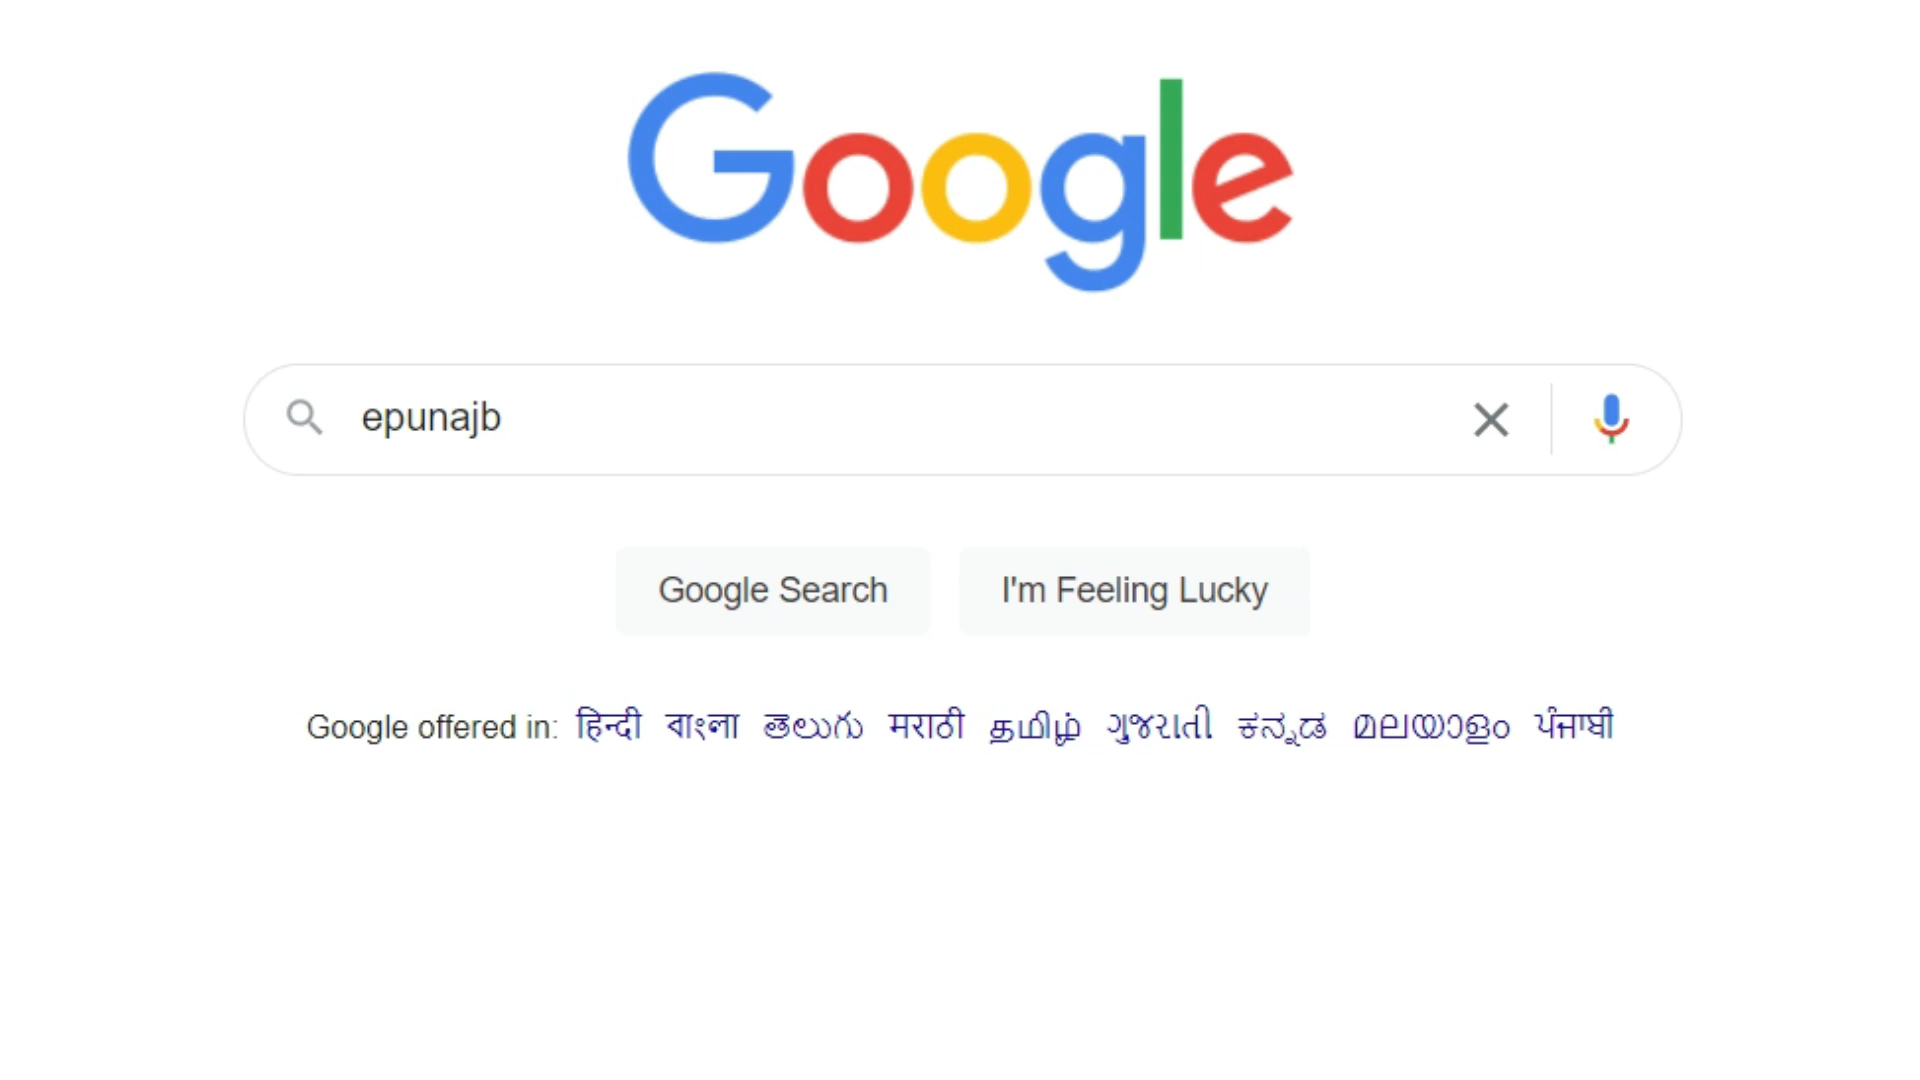 Google
epunajb
Google Search I'm Feeling Lucky
Google offered in: हिन्दी বাংলা తెలుగు मराठी தமிழ் ગુજરાતી ಕನ್ನಡ മലയാളം ਪੰਜਾਬੀ